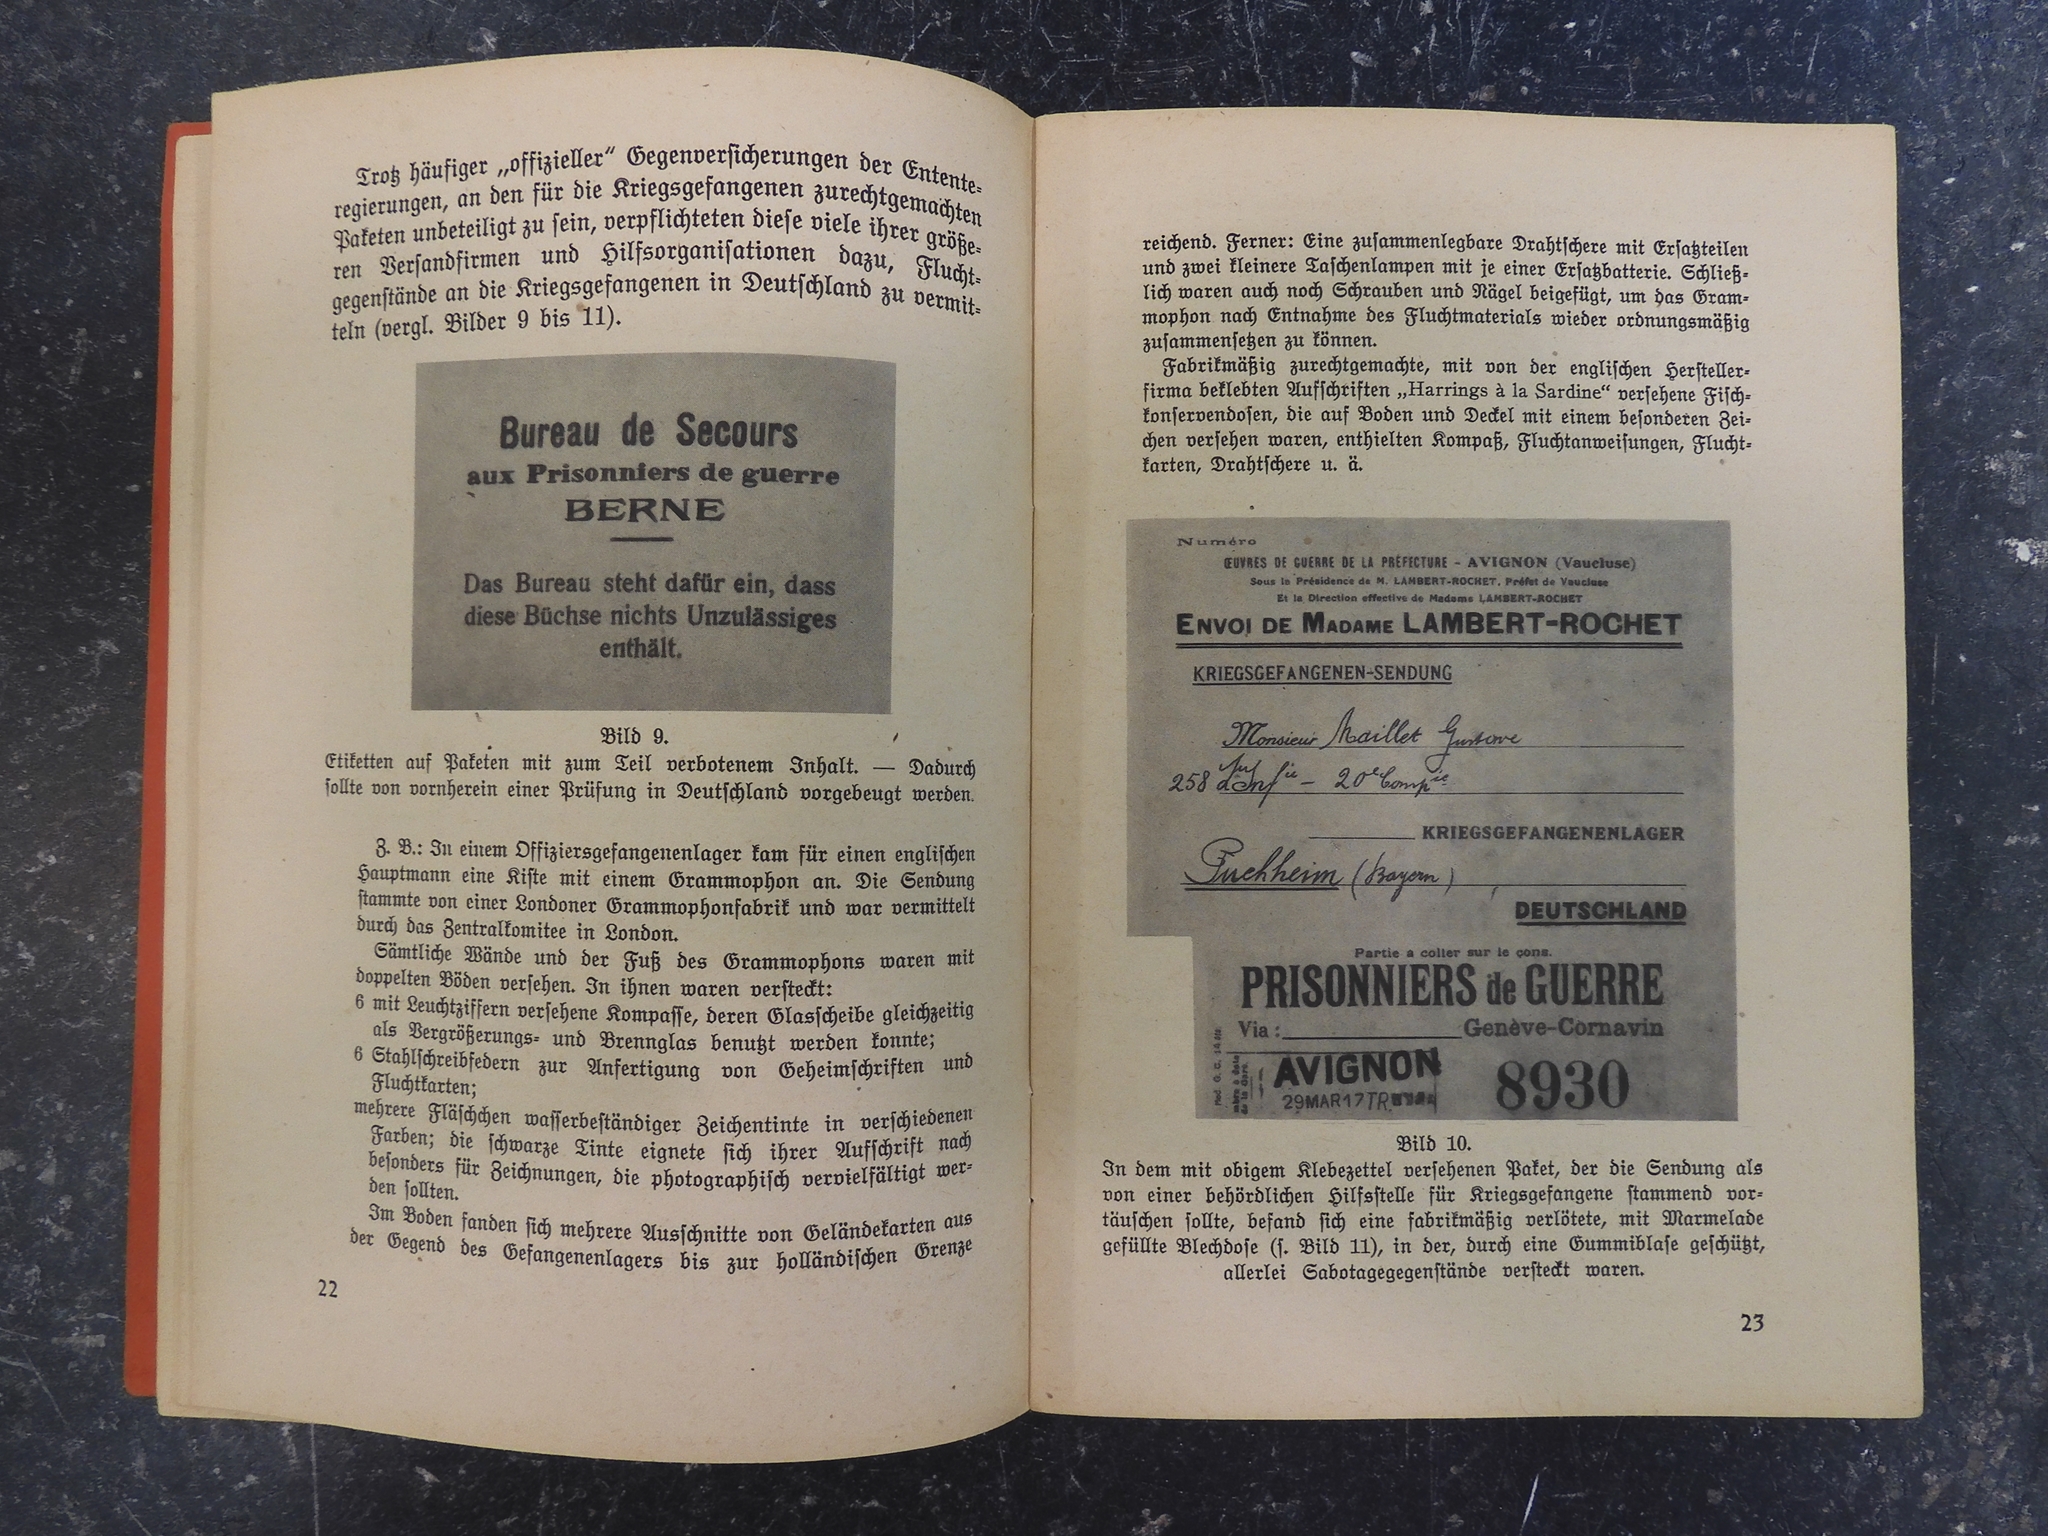 Trotz häufiger „offizieller“ Gegenversicherungen der Entente-
regierungen, an den für die Kriegsgefangenen zurechtgemachten
Paketen unbeteiligt zu sein, verpflichteten diese viele ihrer größe-
ren Versandfirmen und Hilfsorganisationen dazu, Flucht-
gegenstände an die Kriegsgefangenen in Deutschland zu vermit-
teln (vergl. Bilder 9 bis 11).
Bureau de Secours
aux Prisonniers de guerre
BERNE
Das Bureau steht dafür ein, dass
diese Büchse nichts Unzulässiges
enthält.
Bild 9.
Etiketten auf Paketen mit zum Teil verbotenem Inhalt. — Dadurch
sollte von vornherein einer Prüfung in Deutschland vorgebeugt werden.
Z. B.: In einem Offiziersgefangenenlager kam für einen englischen
Hauptmann eine Kiste mit einem Grammophon an. Die Sendung
stammte von einer Londoner Grammophonfabrik und war vermittelt
durch das Zentralkomitee in London.
Sämtliche Wände und der Fuß des Grammophons waren mit
doppelten Böden versehen. In ihnen waren versteckt:
6 mit Leuchtziffern versehene Kompasse, deren Glasscheibe gleichzeitig
als Vergrößerungs- und Brennglas benutzt werden konnte;
6 Stahlschreibfedern zur Anfertigung von Geheimschriften und
Fluchtkarten;
mehrere Fläschchen wasserbeständiger Zeichentinte in verschiedenen
Farben; die schwarze Tinte eignete sich ihrer Aufschrift nach
besonders für Zeichnungen, die photographisch vervielfältigt wer-
den sollten.
Im Boden fanden sich mehrere Ausschnitte von Geländekarten aus
der Gegend des Gefangenenlagers bis zur holländischen Grenze
22
reichend. Ferner: Eine zusammenlegbare Drahtschere mit Ersatzteilen
und zwei kleinere Taschenlampen mit je einer Ersatzbatterie. Schließ-
lich waren auch noch Schrauben und Nägel beigefügt, um das Gram-
mophon nach Entnahme des Fluchtmaterials wieder ordnungsmäßig
zusammensetzen zu können.
Fabrikmäßig zurechtgemachte, mit von der englischen Hersteller-
firma beklebten Aufschriften „Harrings à la Sardine“ versehene Fisch-
konservendosen, die auf Boden und Deckel mit einem besonderen Zei-
chen versehen waren, enthielten Kompaß, Fluchtanweisungen, Flucht-
karten, Drahtschere u. ä.
Numéro
ŒUVRES DE GUERRE DE LA PRÉFECTURE - AVIGNON (Vaucluse)
Sous la Présidence de M. LAMBERT-ROCHET, Préfet de Vaucluse
Et la Direction effective de Madame LAMBERT-ROCHET
ENVOI DE MADAME LAMBERT-ROCHET
KRIEGSGEFANGENEN-SENDUNG
Monsieur Maillet Gustave
258 Inf ie - 20e Comp ie
KRIEGSGEFANGENENLAGER
Puchheim (Bayern)
DEUTSCHLAND
Partie a coller sur le çons.
PRISONNIERS de GUERRE
Via : Genève-Cornavin
AVIGNON
29MAR17
8930
Bild 10.
In dem mit obigem Klebezettel versehenen Paket, der die Sendung als
von einer behördlichen Hilfsstelle für Kriegsgefangene stammend vor-
täuschen sollte, befand sich eine fabrikmäßig verlötete, mit Marmelade
gefüllte Blechdose (s. Bild 11), in der, durch eine Gummiblase geschützt,
allerlei Sabotagegegenstände versteckt waren.
23